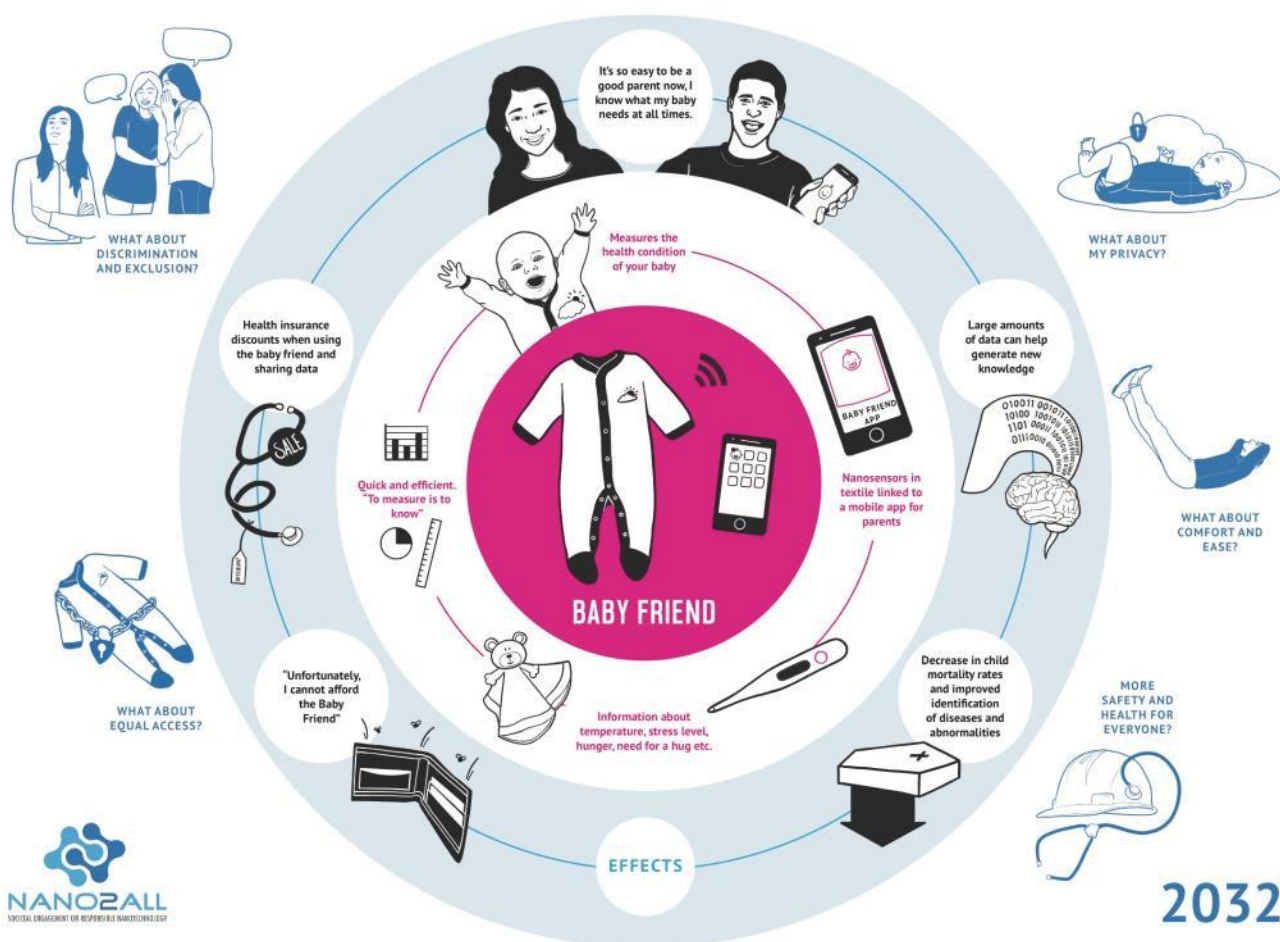 It's so easy to be a
good parent now, I
know what my baby
needs at all times.
WHAT ABOUT
DISCRIMINATION
AND EXCLUSION?
WHAT ABOUT
MY PRIVACY?
Measures the
health condition
of your baby
Health insurance
discounts when using
the baby friend and
sharing data
Large amounts
of data can help
generate new
knowledge
SALE
BABY FRIEND
APP
010011 001011
Quick and efficient.
"To measure is to
know"
Nanosensors in
textile linked to
a mobile app for
parents
WHAT ABOUT
COMFORT AND
EASE?
BABY FRIEND
WHAT ABOUT
EQUAL ACCESS?
"Unfortunately,
I cannot afford
the Baby
Friend"
Information about
temperature, stress level,
hunger, need for a hug etc.
Decrease in child
mortality rates
and improved
identification
of diseases and
abnormalities
MORE
SAFETY AND
HEALTH FOR
EVERYONE?
EFFECTS
NANO2ALL
SOCIETAL ENGAGEMENT ON RESPONSIBLE NANOTECHNOLOGY
2032